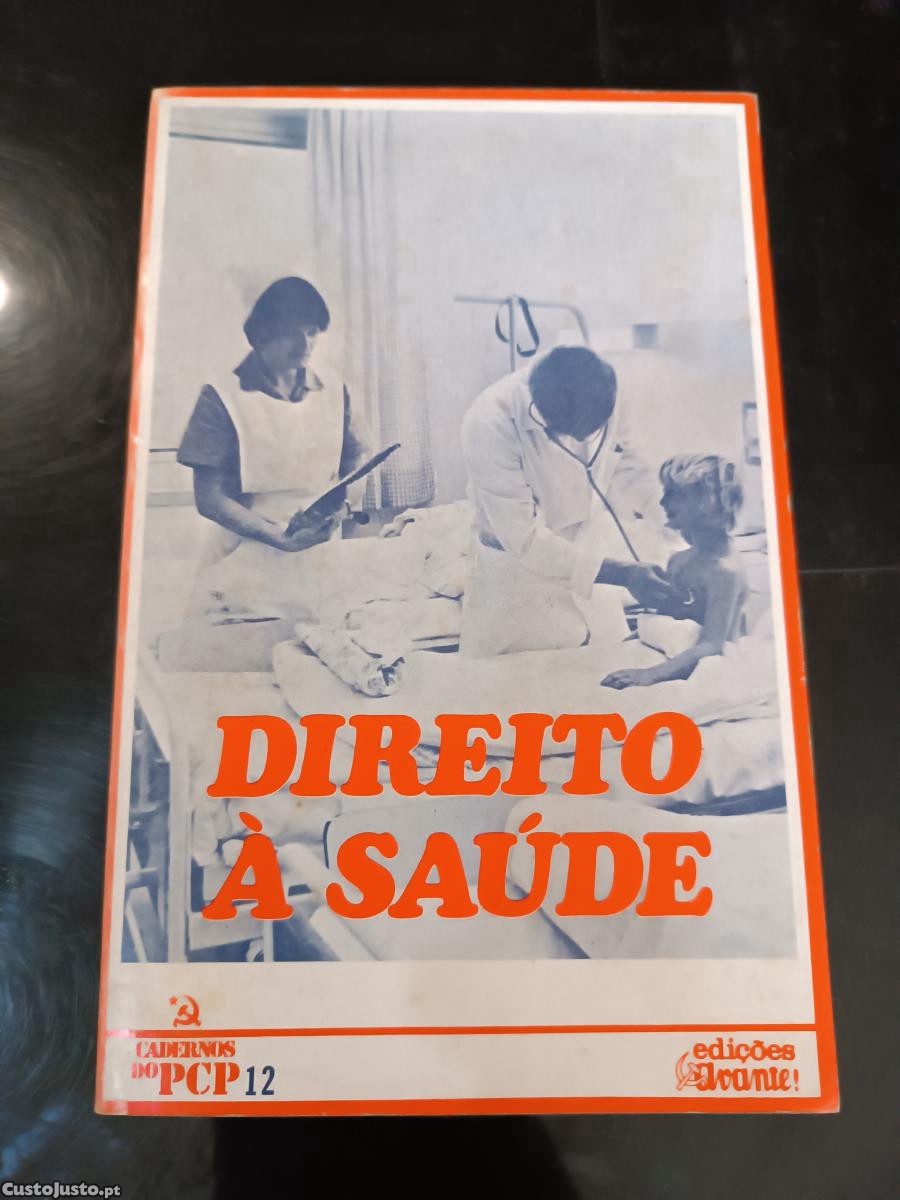 DIREITO
À SAÚDE
CADERNOS
DO PCP 12
edições
avante!
CustoJusto.pt